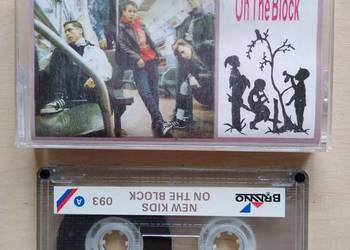 On The Block
BRAVO
NEW KIDS
ON THE BLOCK
093 A